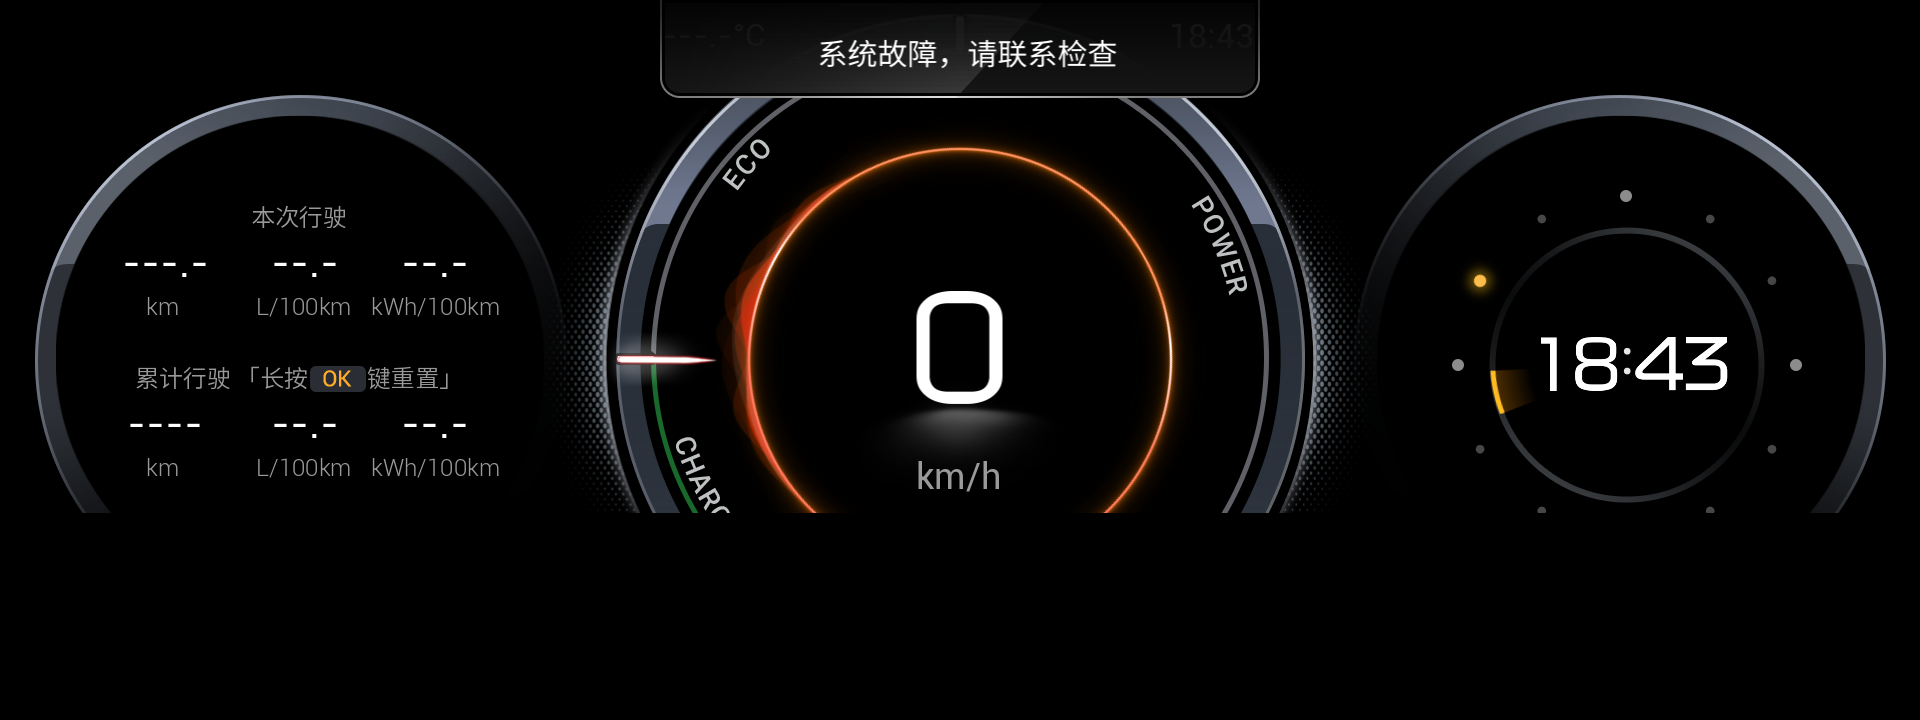 --.-°C
18:43
系统故障，请联系检查
ECO
POWER
CHARG
本次行驶
---.- --.- --.-
km L/100km kWh/100km
累计行驶 「长按 OK 键重置」
---- --.- --.-
km L/100km kWh/100km
0
km/h
18:43